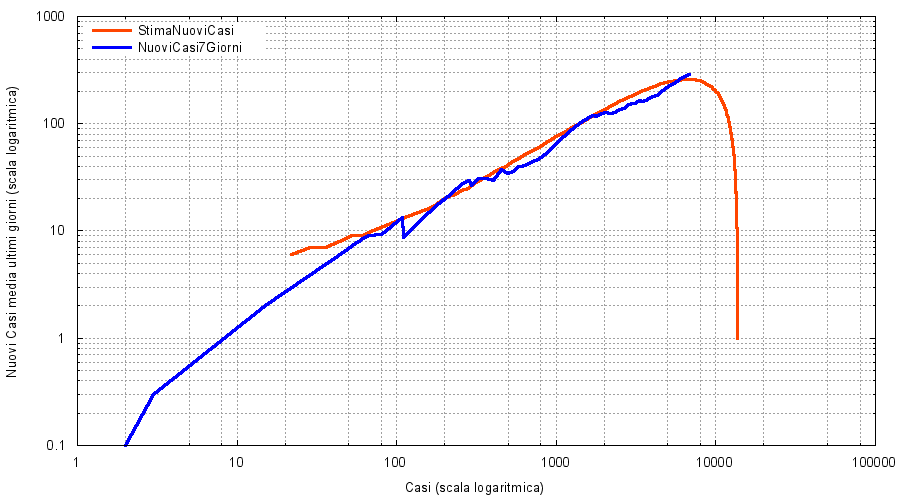 1000
StimaNuoviCasi
NuoviCasi7Giorni
100
10
1
0.1
Nuovi Casi media ultimi giorni (scala logaritmica)
1 10 100 1000 10000 100000
Casi (scala logaritmica)